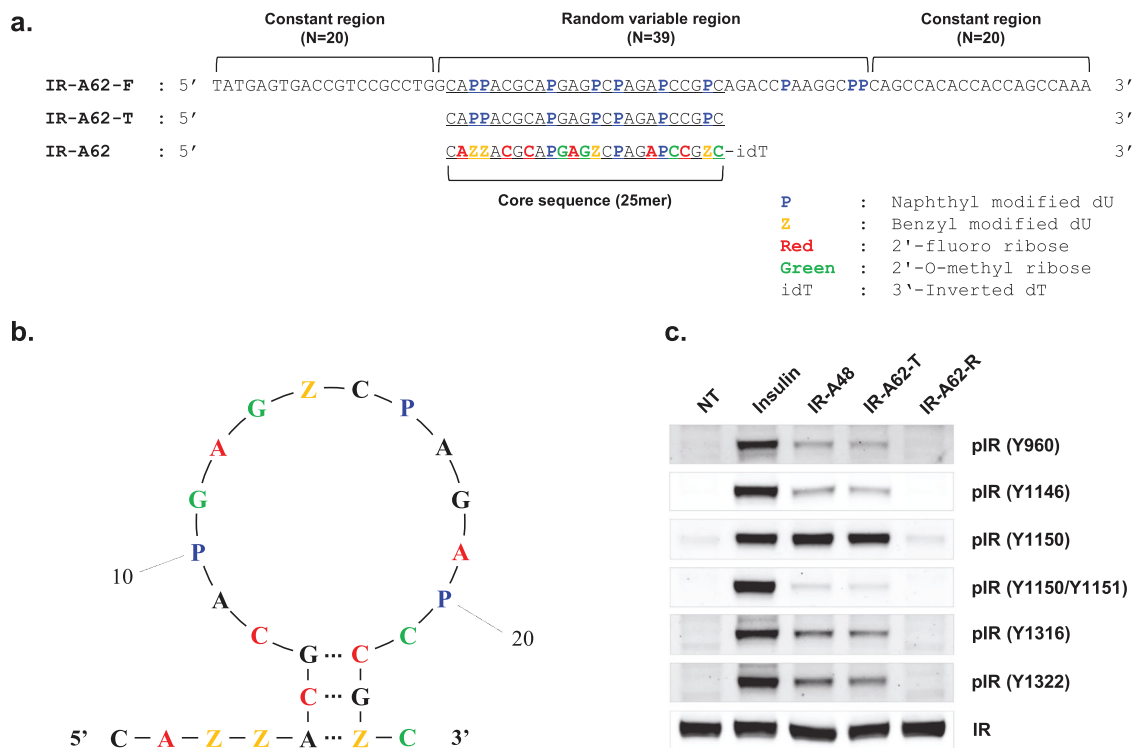 a.
Constant region
(N=20)
Random variable region
(N=39)
Constant region
(N=20)
IR-A62-F : 5’ TATGAGTGACCGTCCGCCTGGCAPPACGCAPGAGPCPAGAPCCGPCAGACCPAAGGCPPCAGCCACACCACCAGCCAAA 3’
IR-A62-T : 5’ CAPPACGCAPGAGPCPAGAPCCGPC 3’
IR-A62 : 5’ CAZZACGCAPGAGZCPAGAPCCGZC-idT 3’
Core sequence (25mer)
P : Naphthyl modified dU
Z : Benzyl modified dU
Red : 2'-fluoro ribose
Green : 2'-O-methyl ribose
idT : 3‘-Inverted dT
b.
Z C
G P
A A
G G
P A
10
A P
20
C C
G ··· C
C ··· G
5’ C A Z Z A ··· Z C 3’
c.
NT Insulin IR-A48 IR-A62-T IR-A62-R
pIR (Y960)
pIR (Y1146)
pIR (Y1150)
pIR (Y1150/Y1151)
pIR (Y1316)
pIR (Y1322)
IR